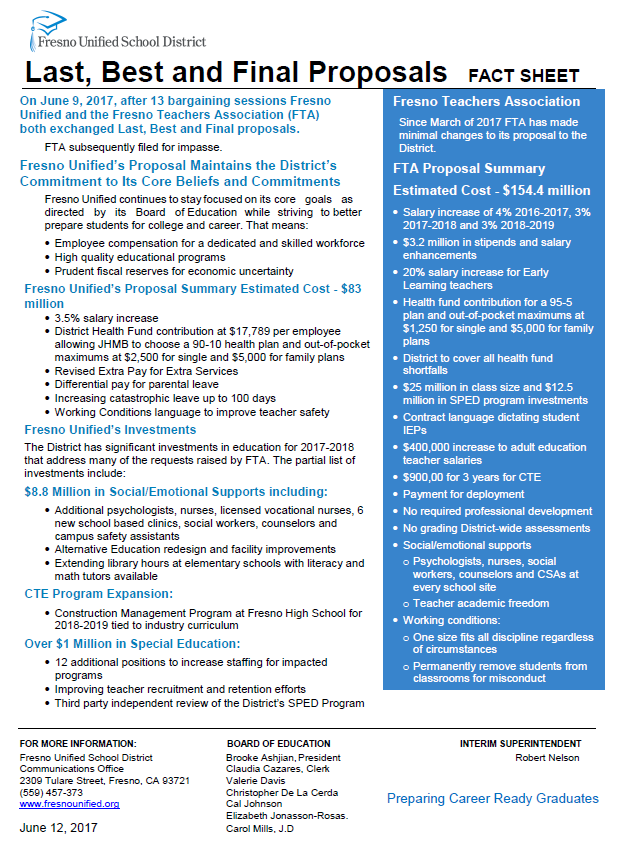 Fresno Unified School District
Last, Best and Final Proposals FACT SHEET
On June 9, 2017, after 13 bargaining sessions Fresno
Unified and the Fresno Teachers Association (FTA)
both exchanged Last, Best and Final proposals.
FTA subsequently filed for impasse.
Fresno Unified's Proposal Maintains the District's
Commitment to Its Core Beliefs and Commitments
Fresno Unified continues to stay focused on its core goals as
directed by its Board of Education while striving to better
prepare students for college and career. That means:
• Employee compensation for a dedicated and skilled workforce
• High quality educational programs
• Prudent fiscal reserves for economic uncertainty
Fresno Unified's Proposal Summary Estimated Cost - $83
million
• 3.5% salary increase
• District Health Fund contribution at $17,789 per employee
allowing JHMB to choose a 90-10 health plan and out-of-pocket
maximums at $2,500 for single and $5,000 for family plans
• Revised Extra Pay for Extra Services
• Differential pay for parental leave
• Increasing catastrophic leave up to 100 days
• Working Conditions language to improve teacher safety
Fresno Unified's Investments
The District has significant investments in education for 2017-2018
that address many of the requests raised by FTA. The partial list of
investments include:
$8.8 Million in Social/Emotional Supports including:
• Additional psychologists, nurses, licensed vocational nurses, 6
new school based clinics, social workers, counselors and
campus safety assistants
• Alternative Education redesign and facility improvements
• Extending library hours at elementary schools with literacy and
math tutors available
CTE Program Expansion:
• Construction Management Program at Fresno High School for
2018-2019 tied to industry curriculum
Over $1 Million in Special Education:
• 12 additional positions to increase staffing for impacted
programs
• Improving teacher recruitment and retention efforts
• Third party independent review of the District's SPED Program
Fresno Teachers Association
Since March of 2017 FTA has made
minimal changes to its proposal to the
District.
FTA Proposal Summary
Estimated Cost - $154.4 million
• Salary increase of 4% 2016-2017, 3%
2017-2018 and 3% 2018-2019
• $3.2 million in stipends and salary
enhancements
• 20% salary increase for Early
Learning teachers
• Health fund contribution for a 95-5
plan and out-of-pocket maximums at
$1,250 for single and $5,000 for family
plans
• District to cover all health fund
shortfalls
• $25 million in class size and $12.5
million in SPED program investments
• Contract language dictating student
IEPs
• $400,000 increase to adult education
teacher salaries
• $900,00 for 3 years for CTE
• Payment for deployment
• No required professional development
• No grading District-wide assessments
• Social/emotional supports
o Psychologists, nurses, social
workers, counselors and CSAs at
every school site
o Teacher academic freedom
• Working conditions:
o One size fits all discipline regardless
of circumstances
o Permanently remove students from
classrooms for misconduct
FOR MORE INFORMATION:
Fresno Unified School District
Communications Office
2309 Tulare Street, Fresno, CA 93721
(559) 457-373
www.fresnounified.org
June 12, 2017
BOARD OF EDUCATION
Brooke Ashjian, President
Claudia Cazares, Clerk
Valerie Davis
Christopher De La Cerda
Cal Johnson
Elizabeth Jonasson-Rosas.
Carol Mills, J.D
INTERIM SUPERINTENDENT
Robert Nelson
Preparing Career Ready Graduates